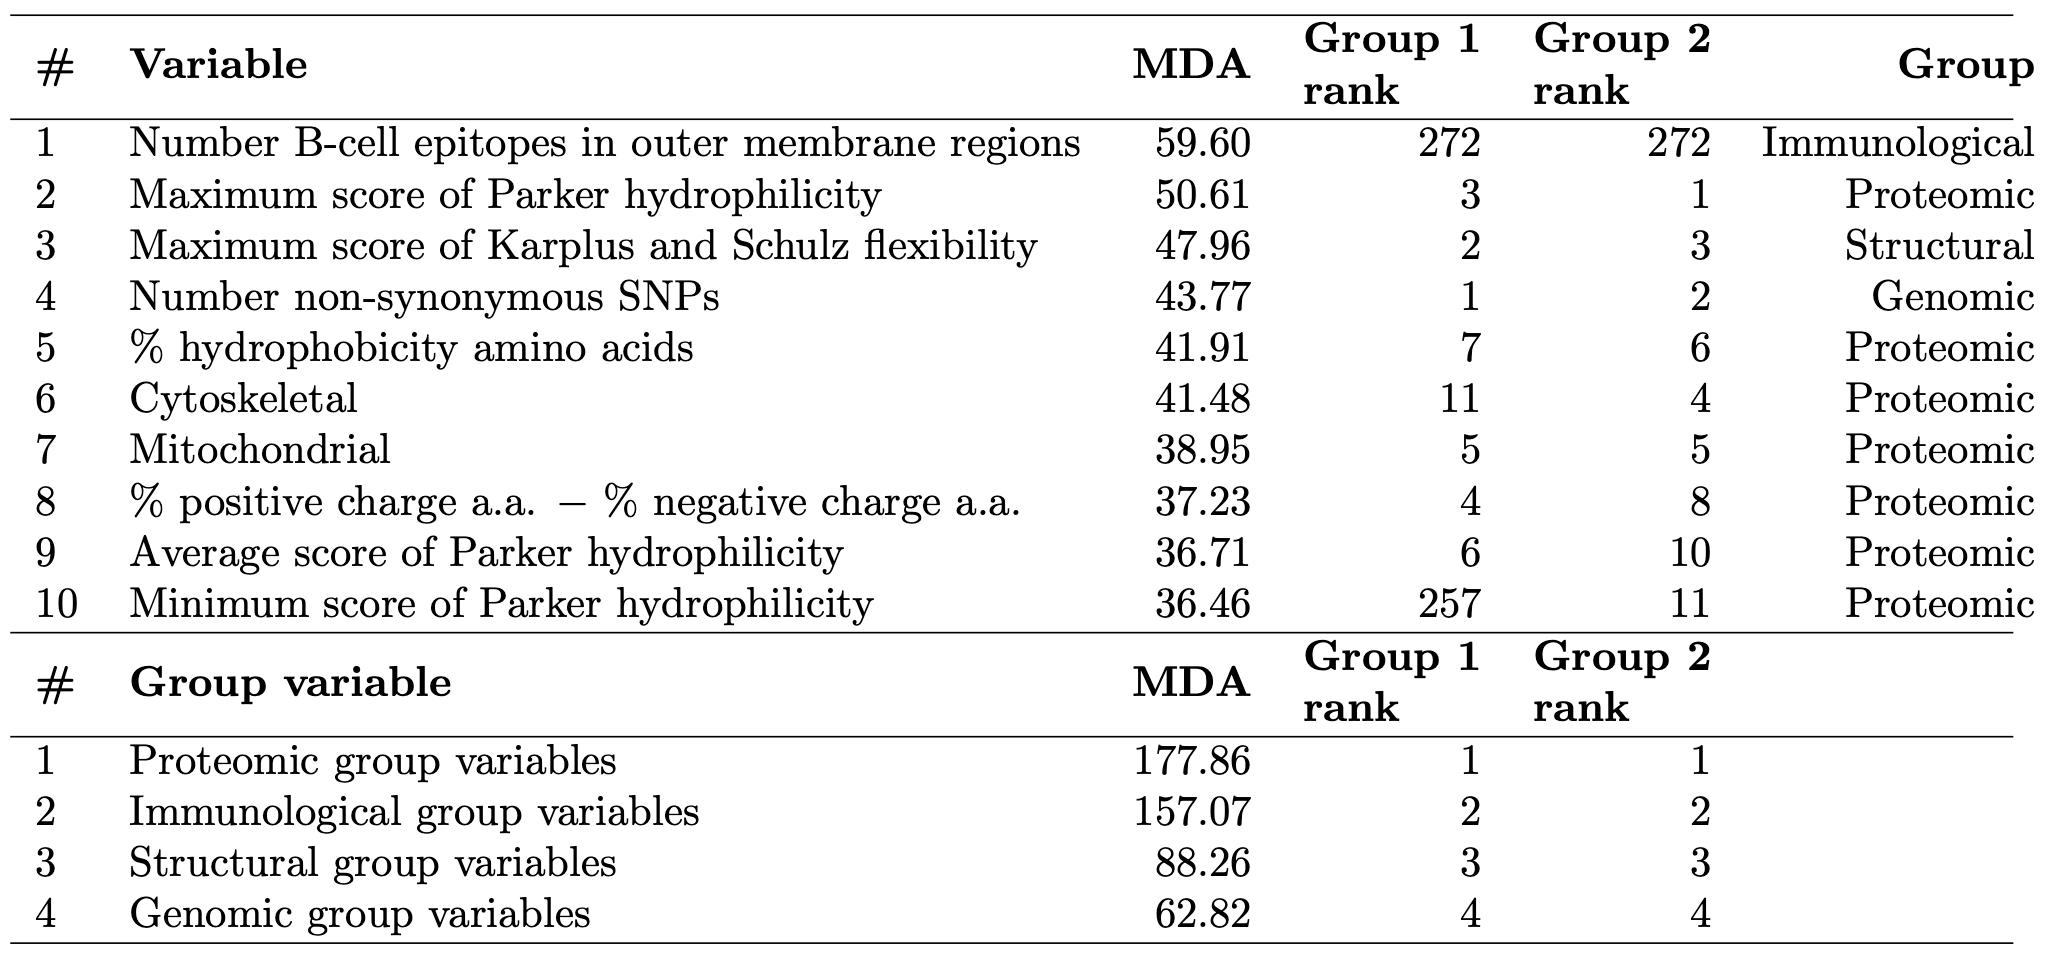 # Variable MDA Group 1 rank Group 2 rank Group
1 Number B-cell epitopes in outer membrane regions 59.60 272 272 Immunological
2 Maximum score of Parker hydrophilicity 50.61 3 1 Proteomic
3 Maximum score of Karplus and Schulz flexibility 47.96 2 3 Structural
4 Number non-synonymous SNPs 43.77 1 2 Genomic
5 % hydrophobicity amino acids 41.91 7 6 Proteomic
6 Cytoskeletal 41.48 11 4 Proteomic
7 Mitochondrial 38.95 5 5 Proteomic
8 % positive charge a.a. − % negative charge a.a. 37.23 4 8 Proteomic
9 Average score of Parker hydrophilicity 36.71 6 10 Proteomic
10 Minimum score of Parker hydrophilicity 36.46 257 11 Proteomic
# Group variable MDA Group 1 rank Group 2 rank
1 Proteomic group variables 177.86 1 1
2 Immunological group variables 157.07 2 2
3 Structural group variables 88.26 3 3
4 Genomic group variables 62.82 4 4